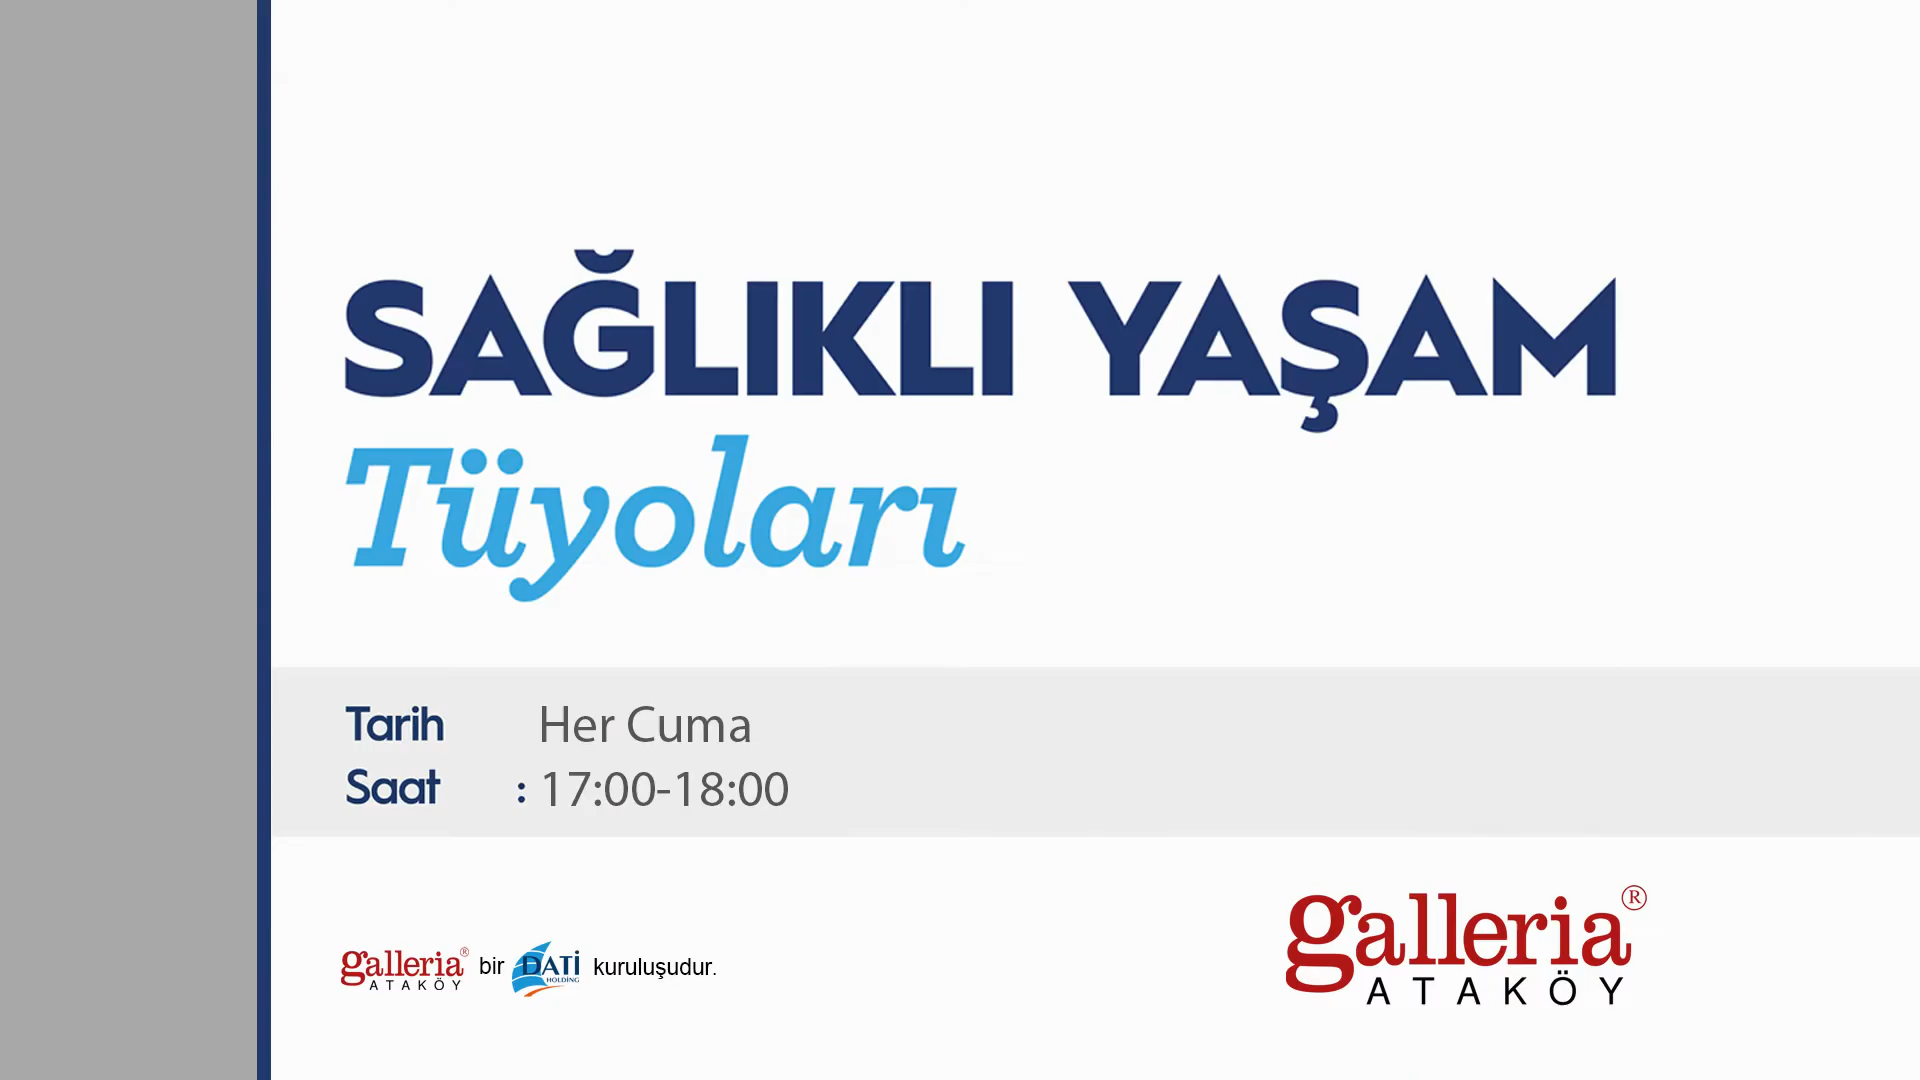 SAĞLIKLI YAŞAM
Tüyoları
Tarih Her Cuma
Saat : 17:00-18:00
galleria® bir DATİ HOLDİNG kuruluşudur.
ATAKÖY
galleria®
ATAKÖY